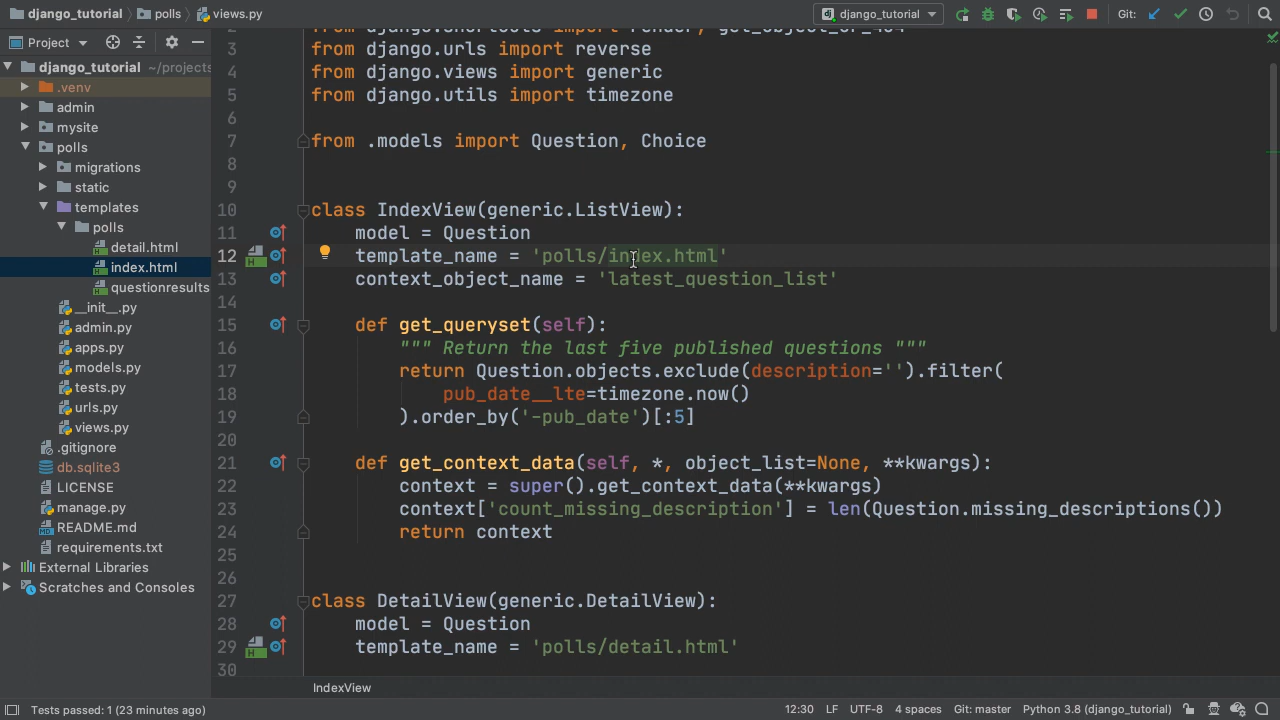 django_tutorial polls views.py django_tutorial Git:
Project
django_tutorial ~/projects
.venv
admin
mysite
polls
migrations
static
templates
polls
detail.html
index.html
questionresults
__init__.py
admin.py
apps.py
models.py
tests.py
urls.py
views.py
.gitignore
db.sqlite3
LICENSE
manage.py
README.md
requirements.txt
External Libraries
Scratches and Consoles
2 from django.shortcuts import render, get_object_or_404
3 from django.urls import reverse
4 from django.views import generic
5 from django.utils import timezone
6
7 from .models import Question, Choice
8
9
10 class IndexView(generic.ListView):
11 model = Question
12 template_name = 'polls/index.html'
13 context_object_name = 'latest_question_list'
14
15 def get_queryset(self):
16 """ Return the last five published questions """
17 return Question.objects.exclude(description='').filter(
18 pub_date__lte=timezone.now()
19 ).order_by('-pub_date')[:5]
20
21 def get_context_data(self, *, object_list=None, **kwargs):
22 context = super().get_context_data(**kwargs)
23 context['count_missing_description'] = len(Question.missing_descriptions())
24 return context
25
26
27 class DetailView(generic.DetailView):
28 model = Question
29 template_name = 'polls/detail.html'
30
IndexView
Tests passed: 1 (23 minutes ago) 12:30 LF UTF-8 4 spaces Git: master Python 3.8 (django_tutorial)